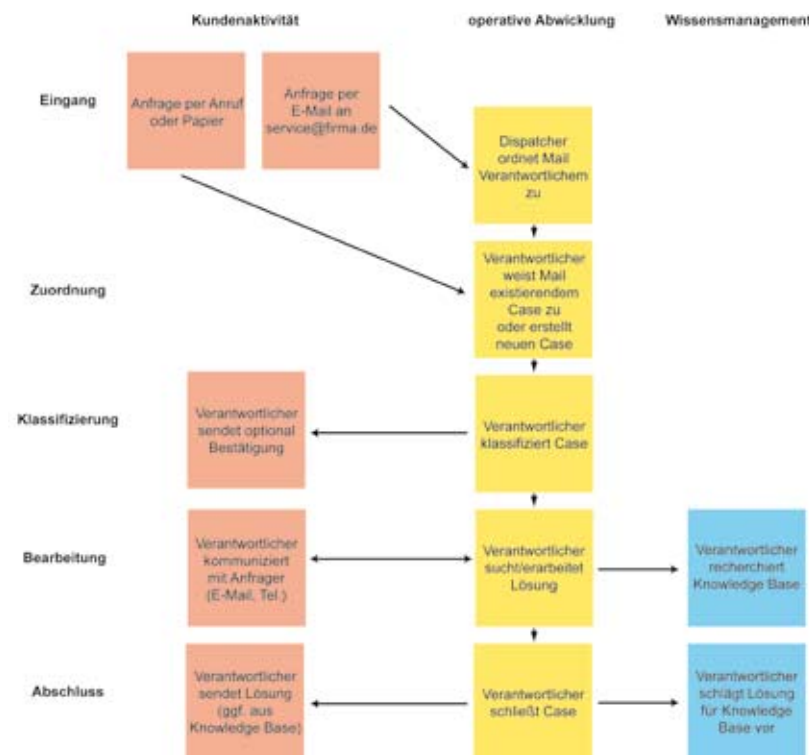 Kundenaktivität
operative Abwicklung
Wissensmanagement
Eingang
Anfrage per Anruf
oder Papier
Anfrage per
E-Mail an
service@firma.de
Dispatcher
ordnet Mail
Verantwortlichem
zu
Zuordnung
Verantwortlicher
weist Mail
existierendem
Case zu
oder erstellt
neuen Case
Klassifizierung
Verantwortlicher
sendet optional
Bestätigung
Verantwortlicher
klassifiziert Case
Bearbeitung
Verantwortlicher
kommuniziert
mit Anfrager
(E-Mail, Tel.)
Verantwortlicher
sucht/erarbeitet
Lösung
Verantwortlicher
recherchiert
Knowledge Base
Abschluss
Verantwortlicher
sendet Lösung
(ggf. aus
Knowledge Base)
Verantwortlicher
schließt Case
Verantwortlicher
schlägt Lösung
für Knowledge
Base vor